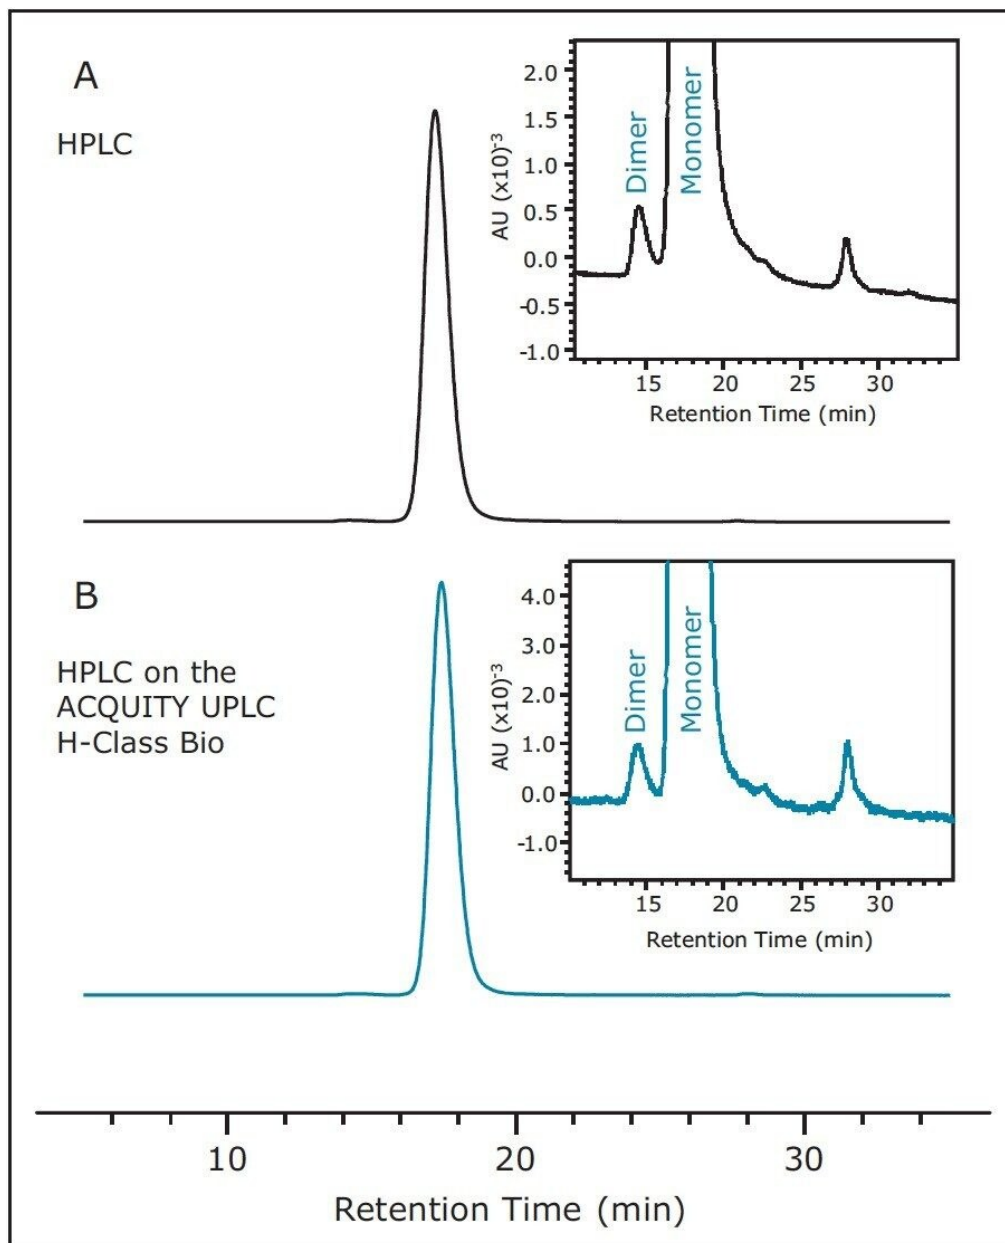 A
HPLC
AU (x10)⁻³
2.0
1.5
1.0
0.5
0.0
-0.5
-1.0
Dimer
Monomer
15 20 25 30
Retention Time (min)
B
HPLC on the
ACQUITY UPLC
H-Class Bio
AU (x10)⁻³
4.0
3.0
2.0
1.0
0.0
-1.0
Dimer
Monomer
15 20 25 30
Retention Time (min)
10 20 30
Retention Time (min)